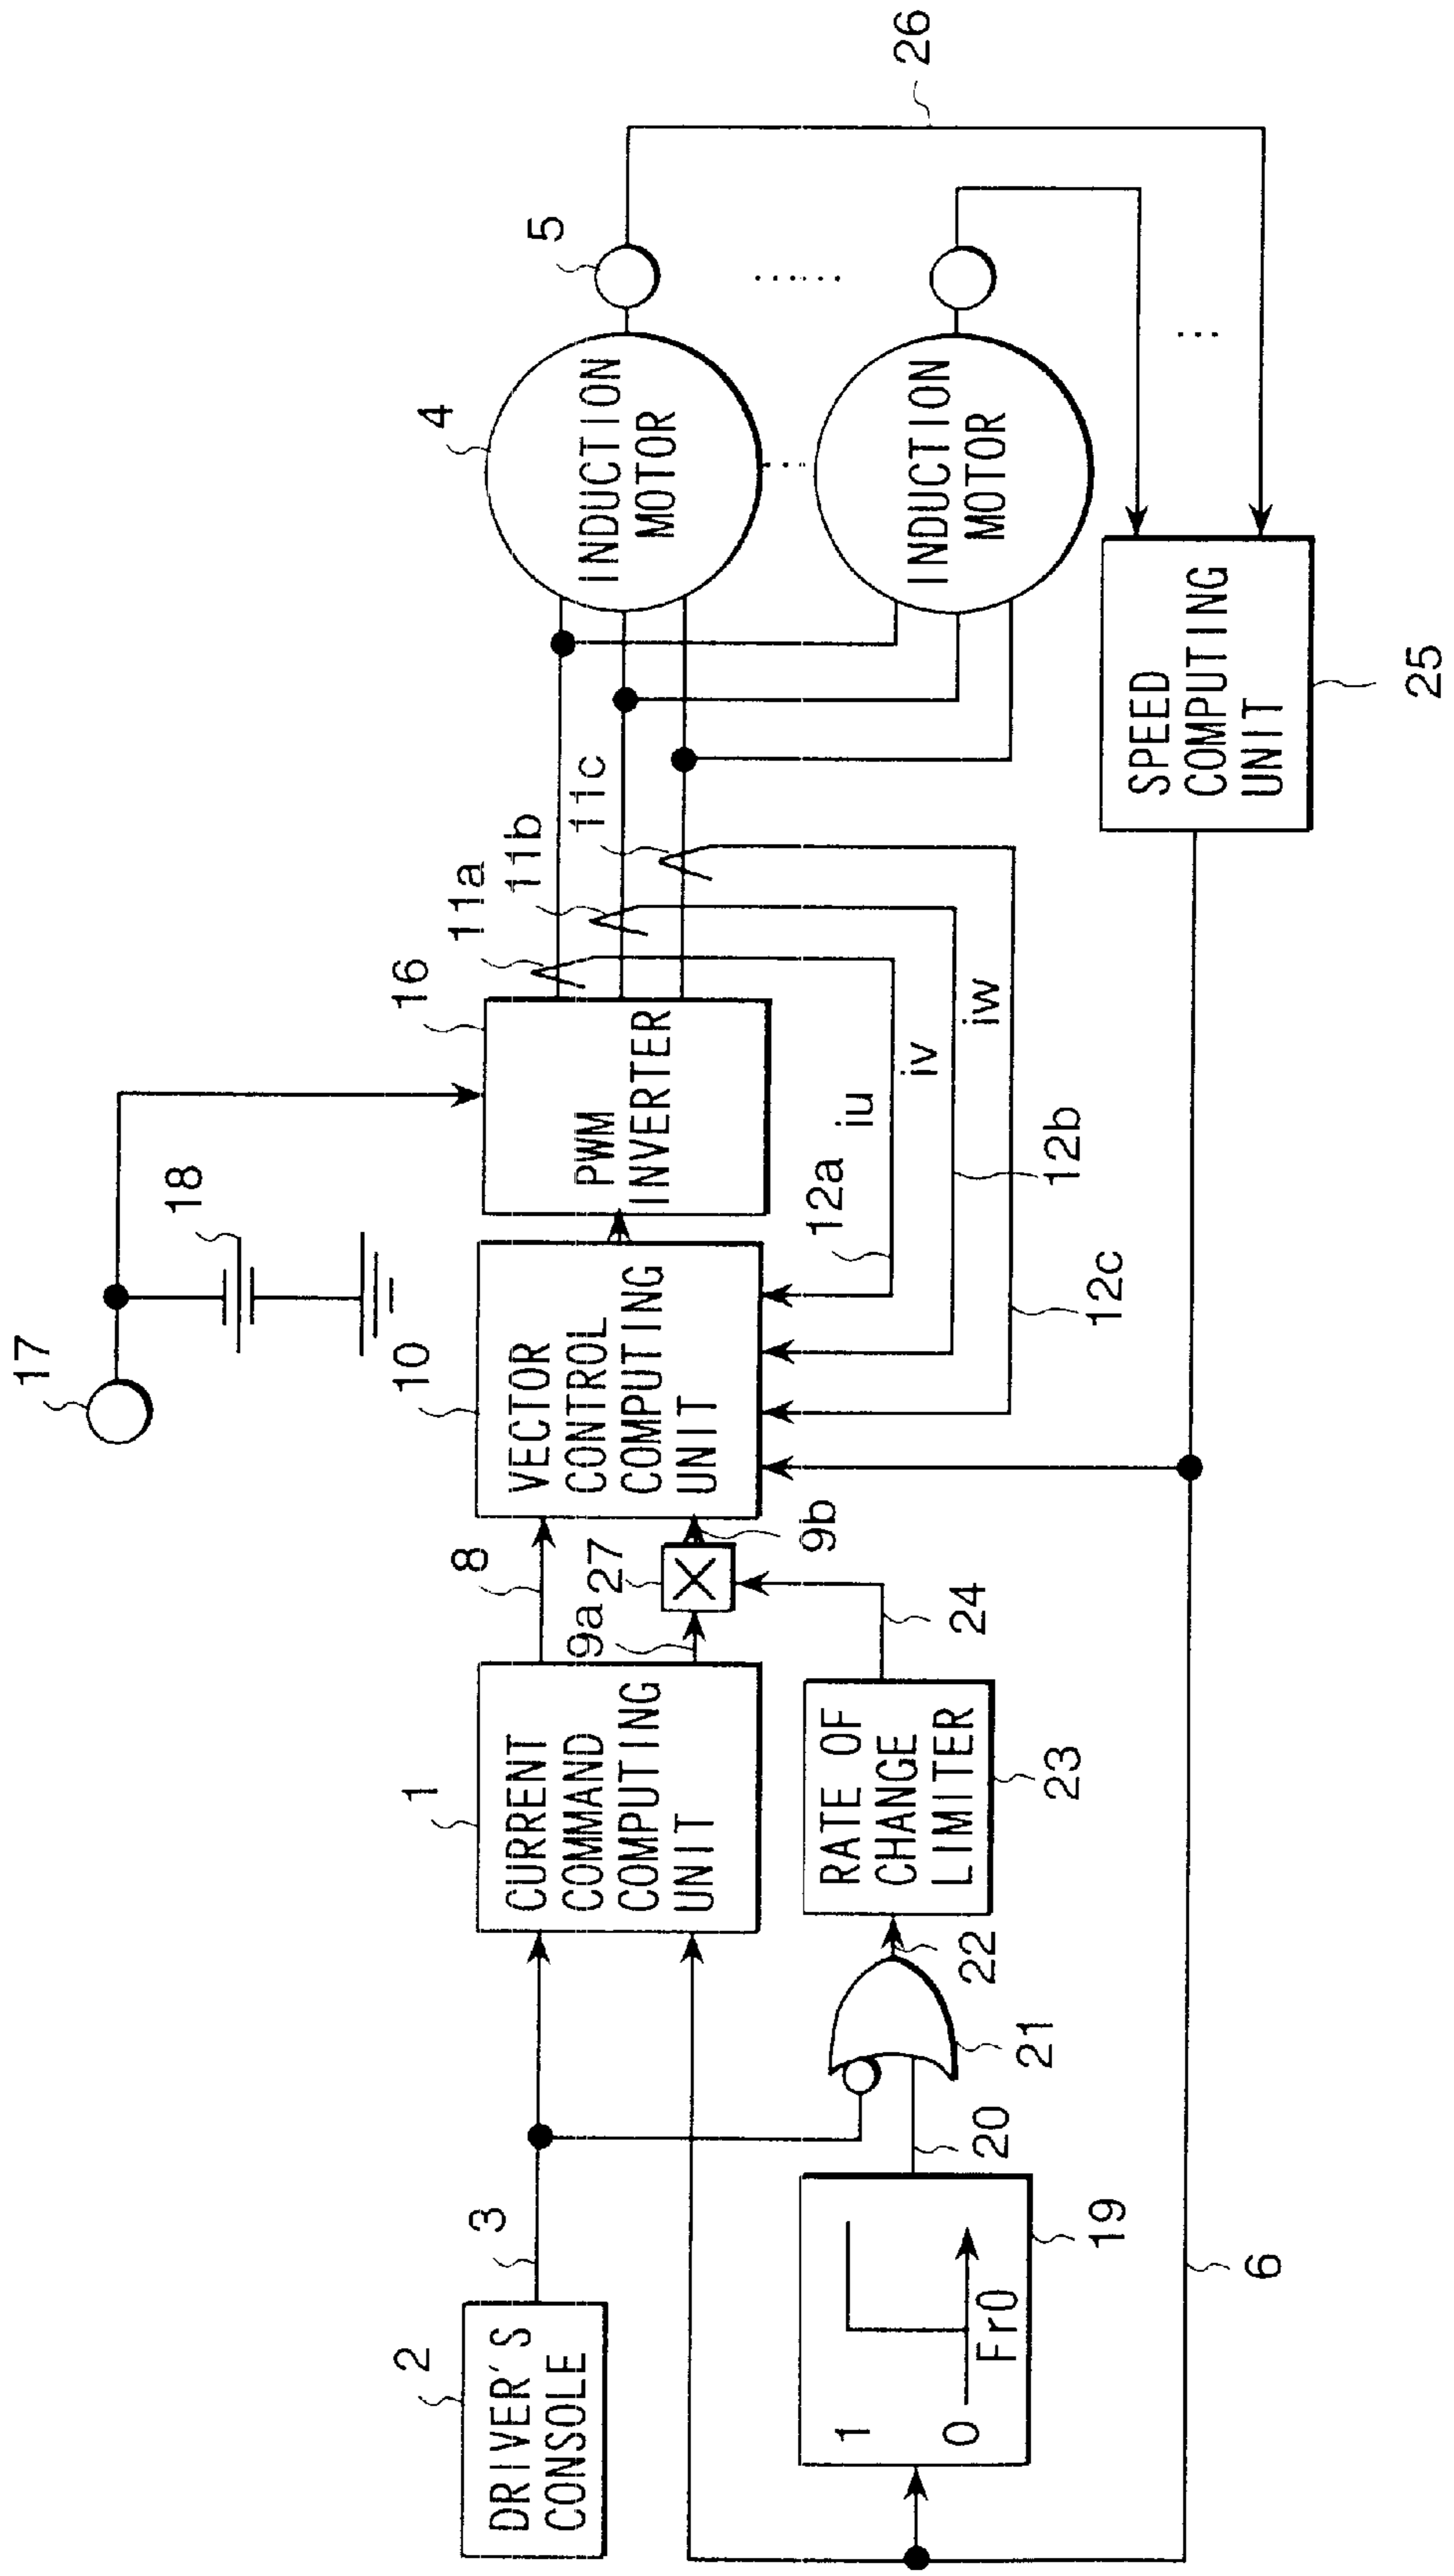 17
18
2
DRIVER'S
CONSOLE
3
1
CURRENT
COMMAND
COMPUTING
UNIT
8
9a
27
9b
10
VECTOR
CONTROL
COMPUTING
UNIT
16
PWM
INVERTER
11a
11b
11c
4
INDUCTION
MOTOR
5
26
INDUCTION
MOTOR
iu
iv
iw
12a
12b
12c
1
0
Fr0
19
20
21
22
RATE OF
CHANGE
LIMITER
23
24
SPEED
COMPUTING
UNIT
25
6